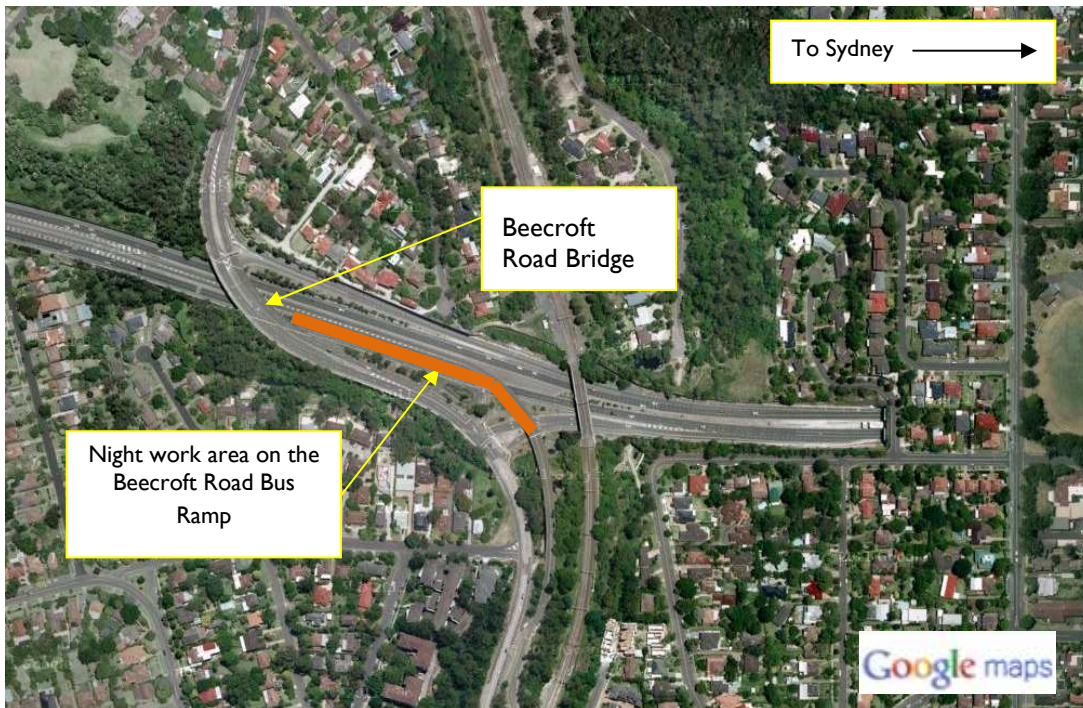 To Sydney
Beecroft
Road Bridge
Night work area on the
Beecroft Road Bus
Ramp
Google maps